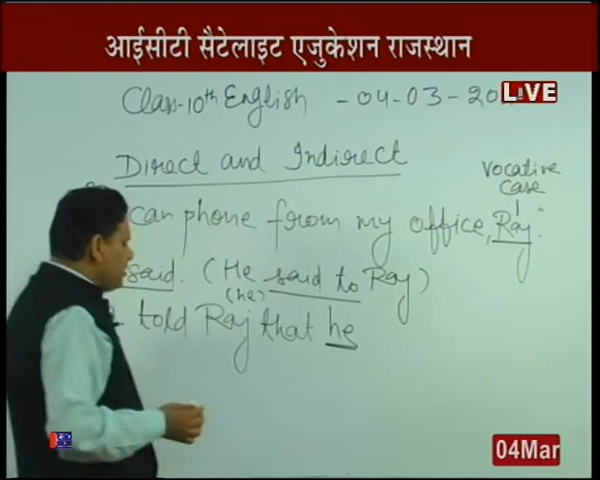 आईसीटी सैटेलाइट एजुकेशन राजस्थान
LIVE
Class-10th English - 04-03-20
Direct and Indirect
Vocative
case
can phone from my office, Raj."
said. (He said to Raj)
(he)
told Raj that he
04Mar